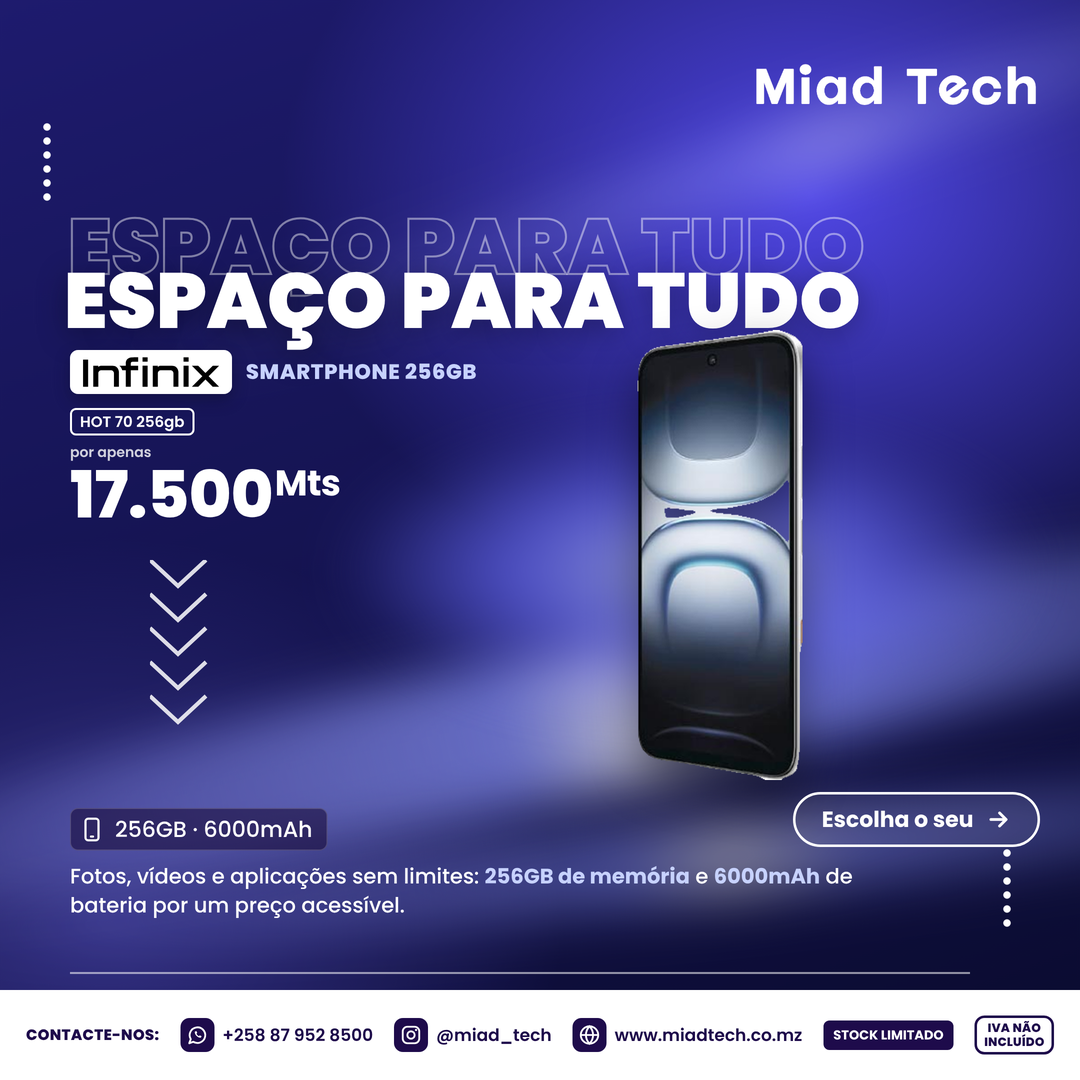 Miad Tech
ESPAÇO PARA TUDO
ESPAÇO PARA TUDO
Infinix SMARTPHONE 256GB
HOT 70 256gb
por apenas
17.500Mts
256GB · 6000mAh
Escolha o seu →
Fotos, vídeos e aplicações sem limites: 256GB de memória e 6000mAh de
bateria por um preço acessível.
CONTACTE-NOS: +258 87 952 8500 @miad_tech www.miadtech.co.mz STOCK LIMITADO IVA NÃO
INCLUÍDO